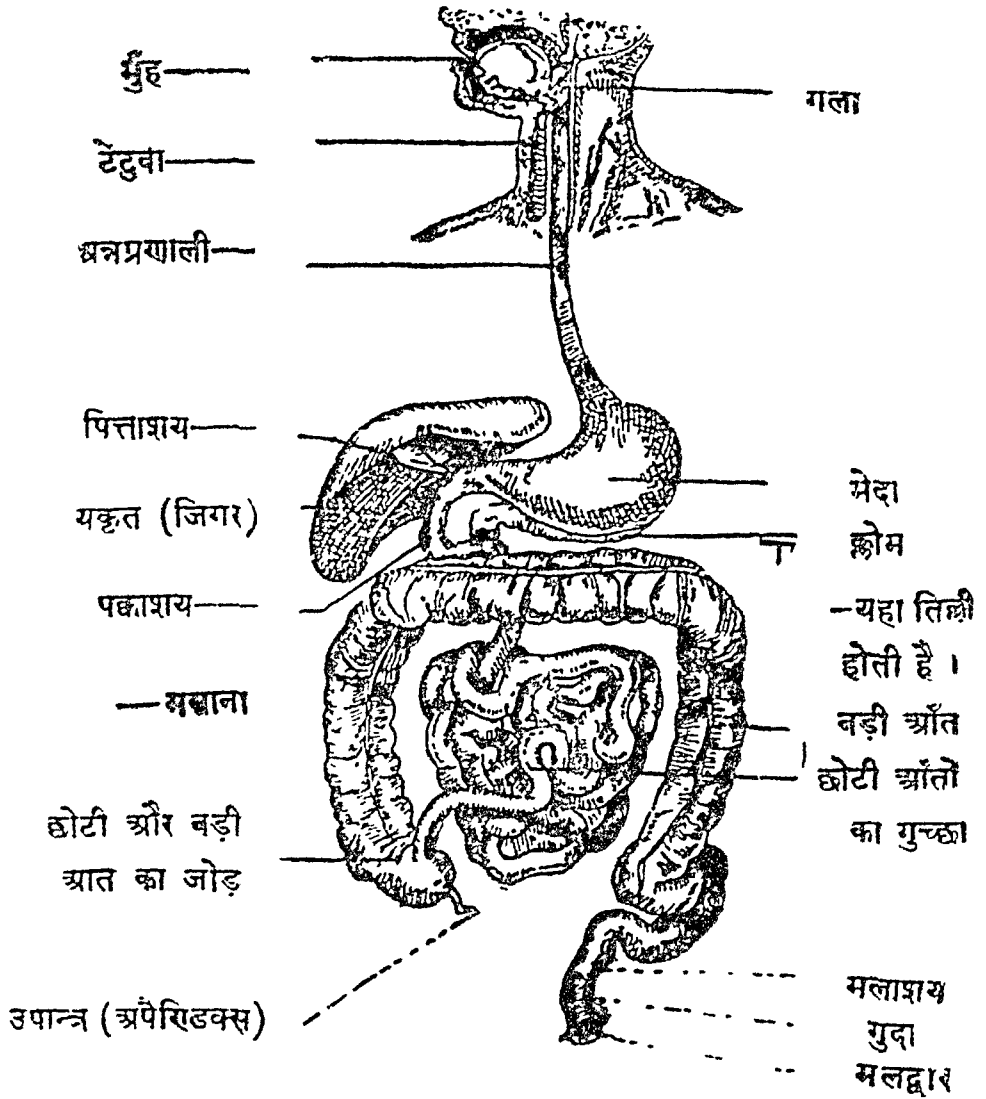 मुँह
गला
टेंटुवा
अन्नप्रणाली
पित्ताशय
मेदा
यकृत (जिगर)
क्लोम
पक्वाशय
यहा तिल्ली
होती है ।
बड़ी आँत
छोटी आँतों
का गुच्छा
छोटी और बड़ी
आत का जोड़
मलाशय
उपान्त्र (अपैण्डिक्स)
गुदा
मलद्वार